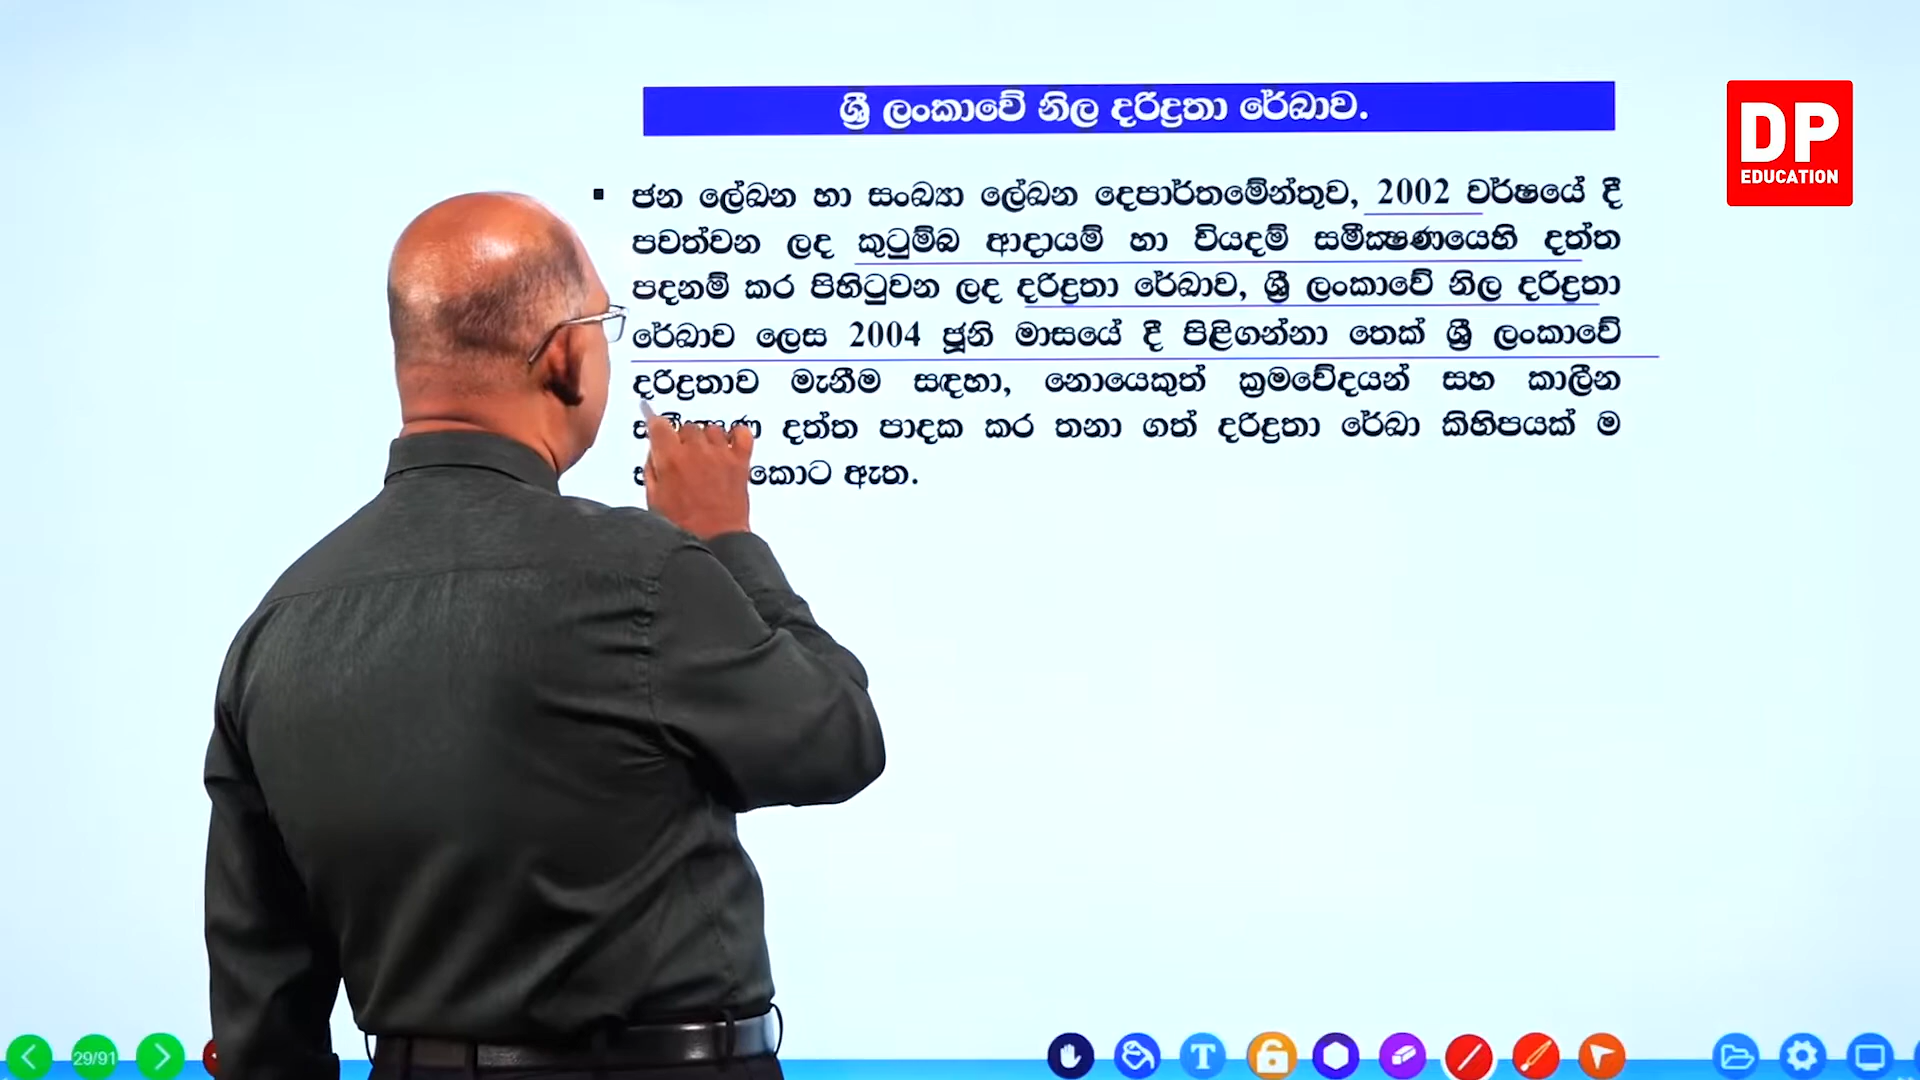 ශ්‍රී ලංකාවේ නිල දරිද්‍රතා රේඛාව.
DP
EDUCATION
▪ ජන ලේඛන හා සංඛ්‍යා ලේඛන දෙපාර්තමේන්තුව, 2002 වර්ෂයේ දී
පවත්වන ලද කුටුම්බ ආදායම් හා වියදම් සමීක්‍ෂණයෙහි දත්ත
පදනම් කර පිහිටුවන ලද දරිද්‍රතා රේඛාව, ශ්‍රී ලංකාවේ නිල දරිද්‍රතා
රේඛාව ලෙස 2004 ජූනි මාසයේ දී පිළිගන්නා තෙක් ශ්‍රී ලංකාවේ
දරිද්‍රතාව මැනීම සඳහා, නොයෙකුත් ක්‍රමවේදයන් සහ කාලීන
දත්ත පාදක කර තනා ගත් දරිද්‍රතා රේඛා කිහිපයක් ම
කොට ඇත.
29/91
T